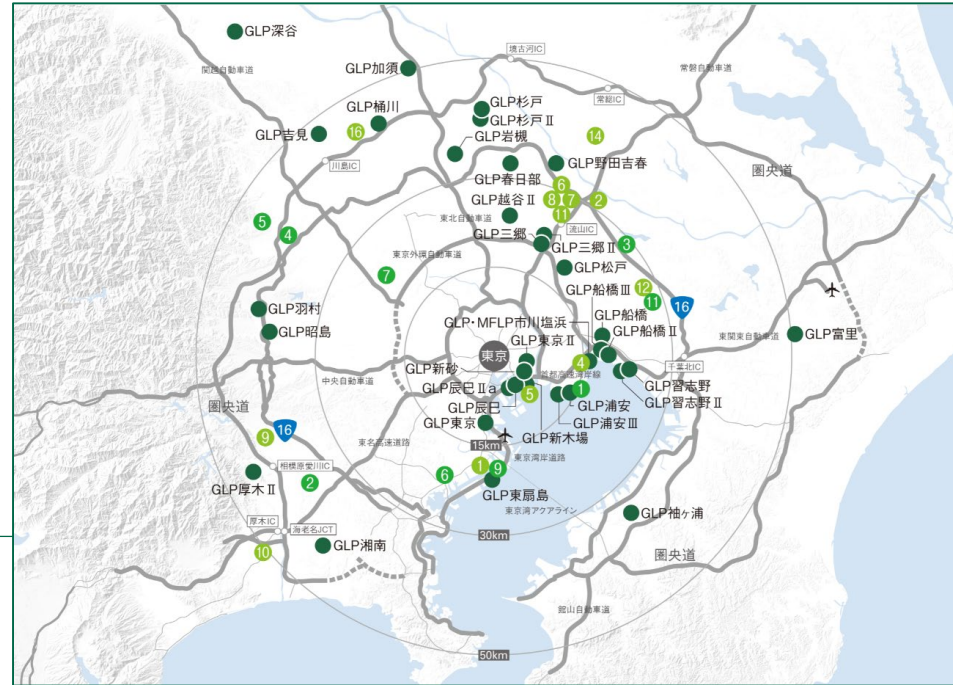 GLP深谷
関越自動車道
境古河IC
常磐自動車道
GLP加須
常総IC
GLP桶川
GLP杉戸
GLP杉戸Ⅱ
GLP吉見
16
14
GLP岩槻
川島IC
GLP野田吉春
圏央道
GLP春日部
6
GLP越谷Ⅱ
8
7
2
11
5
4
東北自動車道
流山IC
GLP三郷
GLP三郷Ⅱ
3
東京外環自動車道
7
GLP松戸
12
11
GLP船橋Ⅲ
16
GLP羽村
GLP・MFLP市川塩浜
GLP船橋
GLP船橋Ⅱ
GLP昭島
GLP東京Ⅱ
東関東自動車道
GLP富里
東京
4
千葉北IC
GLP新砂
首都高速湾岸線
中央自動車道
GLP習志野
GLP辰巳Ⅱa
5
1
GLP浦安
GLP習志野Ⅱ
圏央道
GLP辰巳
GLP浦安Ⅲ
GLP東京
GLP新木場
9
16
東名高速道路
15km
東京湾岸道路
相模原愛川IC
6
1
9
GLP厚木Ⅱ
2
GLP東扇島
東京湾アクアライン
GLP袖ヶ浦
厚木IC
海老名JCT
30km
10
GLP湘南
圏央道
館山自動車道
50km